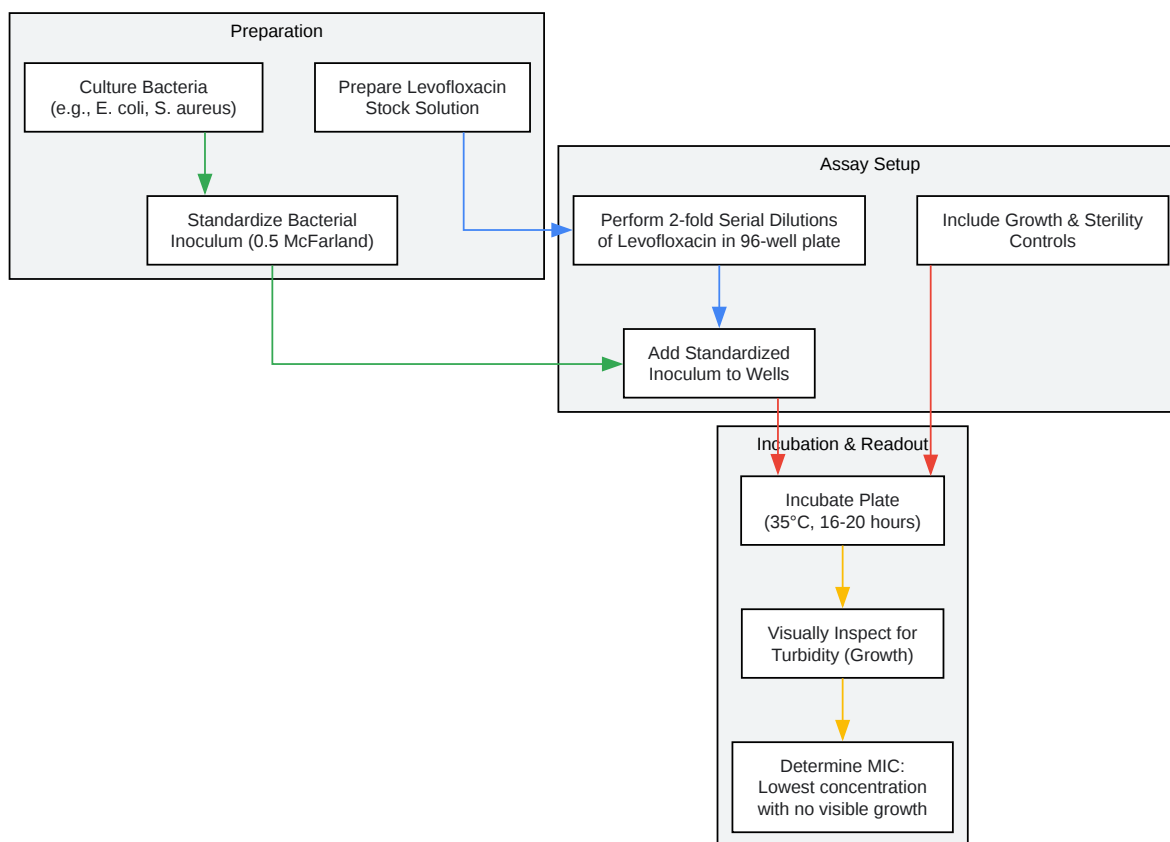 Preparation
Culture Bacteria
(e.g., E. coli, S. aureus)
Prepare Levofloxacin
Stock Solution
Standardize Bacterial
Inoculum (0.5 McFarland)
Assay Setup
Perform 2-fold Serial Dilutions
of Levofloxacin in 96-well plate
Include Growth & Sterility
Controls
Add Standardized
Inoculum to Wells
Incubation & Readout
Incubate Plate
(35°C, 16-20 hours)
Visually Inspect for
Turbidity (Growth)
Determine MIC:
Lowest concentration
with no visible growth